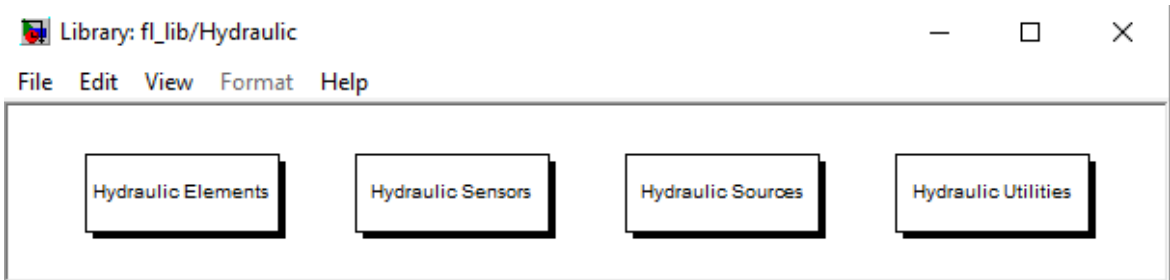 Library: fl_lib/Hydraulic
File Edit View Format Help
Hydraulic Elements Hydraulic Sensors Hydraulic Sources Hydraulic Utilities